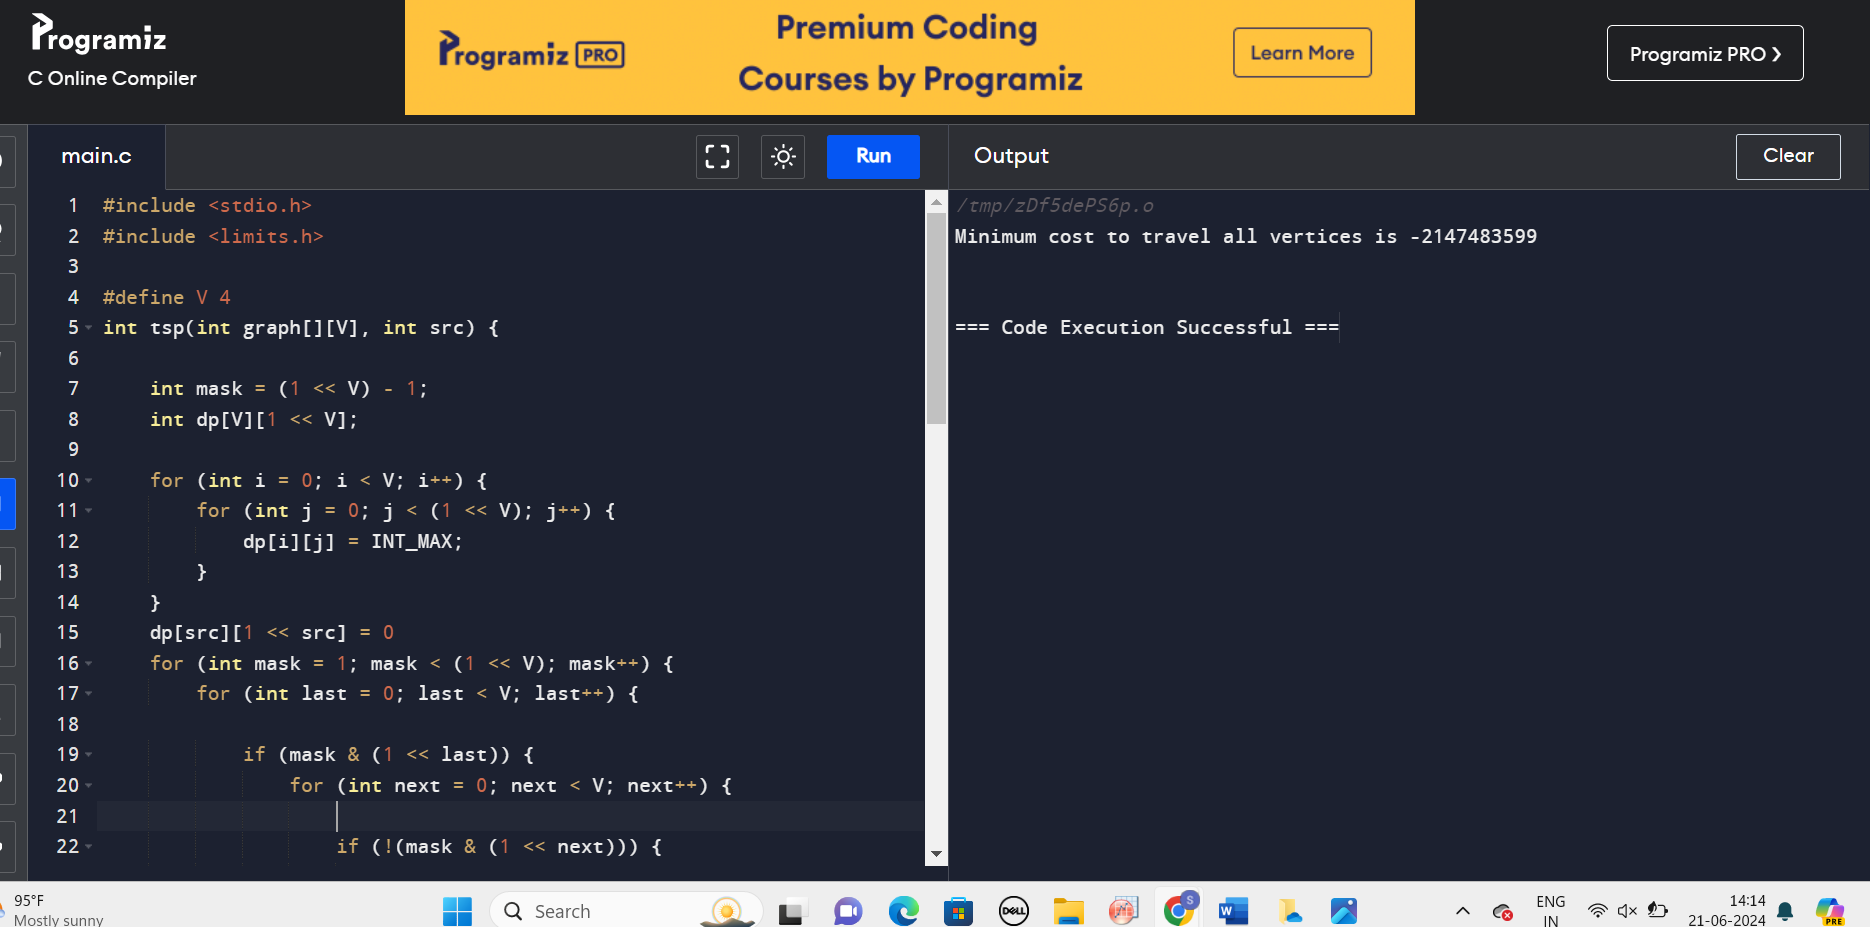 Programiz
C Online Compiler
Programiz PRO
Premium Coding
Courses by Programiz
Learn More
Programiz PRO ❯
main.c
Run
Output
Clear
1 #include <stdio.h>
2 #include <limits.h>
3
4 #define V 4
5 int tsp(int graph[][V], int src) {
6
7     int mask = (1 << V) - 1;
8     int dp[V][1 << V];
9
10     for (int i = 0; i < V; i++) {
11         for (int j = 0; j < (1 << V); j++) {
12             dp[i][j] = INT_MAX;
13         }
14     }
15     dp[src][1 << src] = 0
16     for (int mask = 1; mask < (1 << V); mask++) {
17         for (int last = 0; last < V; last++) {
18
19             if (mask & (1 << last)) {
20                 for (int next = 0; next < V; next++) {
21
22                     if (!(mask & (1 << next))) {
/tmp/zDf5dePS6p.o
Minimum cost to travel all vertices is -2147483599
=== Code Execution Successful ===
95°F
Mostly sunny
Search
DELL
S
W
ENG
IN
14:14
21-06-2024
PRE